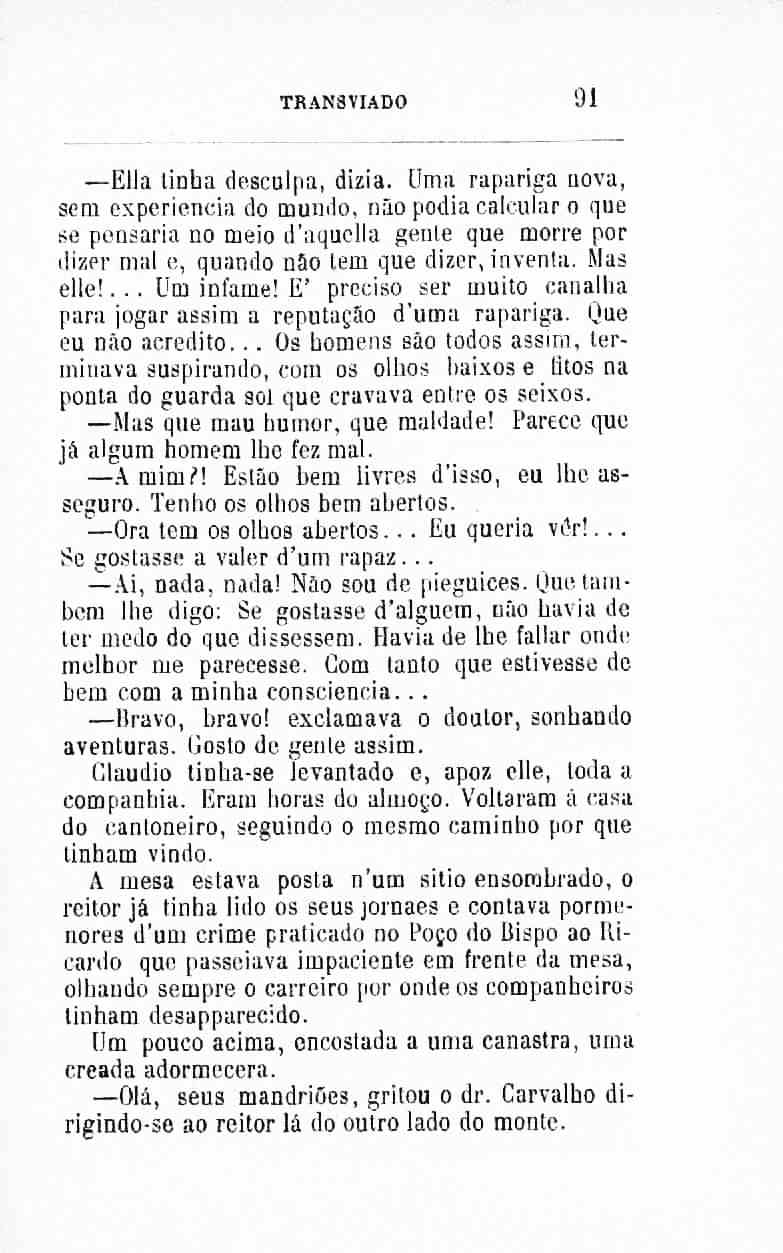 TRANSVIADO 91
—Ella tinha desculpa, dizia. Uma rapariga nova,
sem experiencia do mundo, não podia calcular o que
se pensaria no meio d'aquella gente que morre por
dizer mal e, quando não tem que dizer, inventa. Mas
elle!... Um infame! E' preciso ser muito canalha
para jogar assim a reputação d'uma rapariga. Que
eu não acredito... Os homens são todos assim, ter-
minava suspirando, com os olhos baixos e fitos na
ponta do guarda sol que cravava entre os seixos.
—Mas que mau humor, que maldade! Parece que
já algum homem lhe fez mal.
—A mim?! Estão bem livres d'isso, eu lhe as-
seguro. Tenho os olhos bem abertos.
—Ora tem os olhos abertos... Eu queria vêr!...
Se gostasse a valer d'um rapaz...
—Ai, nada, nada! Não sou de pieguices. Que tam-
bem lhe digo: Se gostasse d'alguem, não havia de
ter medo do que dissessem. Havia de lhe fallar onde
melhor me parecesse. Com tanto que estivesse de
bem com a minha consciencia...
—Bravo, bravo! exclamava o doutor, sonhando
aventuras. Gosto de gente assim.
Claudio tinha-se levantado e, apoz elle, toda a
companhia. Eram horas do almoço. Voltaram á casa
do cantoneiro, seguindo o mesmo caminho por que
tinham vindo.
A mesa estava posta n'um sitio ensombrado, o
reitor já tinha lido os seus jornaes e contava porme-
nores d'um crime praticado no Poço do Bispo ao Ri-
cardo que passeiava impaciente em frente da mesa,
olhando sempre o carreiro por onde os companheiros
tinham desapparecido.
Um pouco acima, encostada a uma canastra, uma
creada adormecera.
—Olá, seus mandriões, gritou o dr. Carvalho di-
rigindo-se ao reitor lá do outro lado do monte.